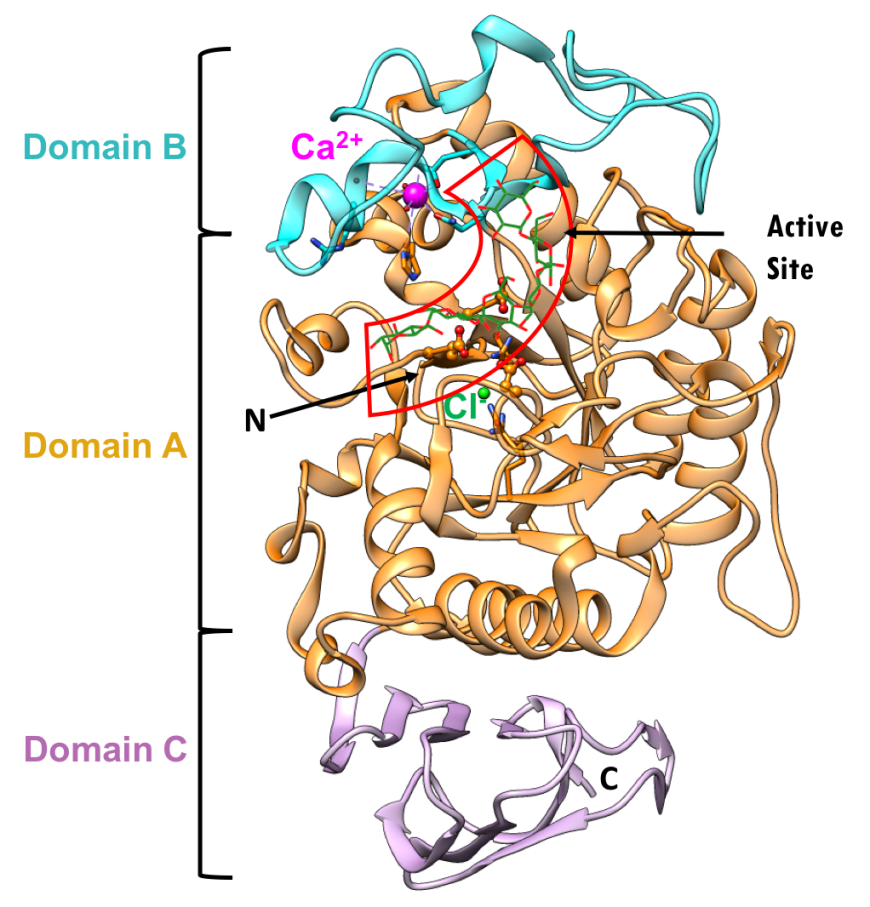 Domain B
Ca²⁺
Active
Site
Cl⁻
N
Domain A
Domain C
C